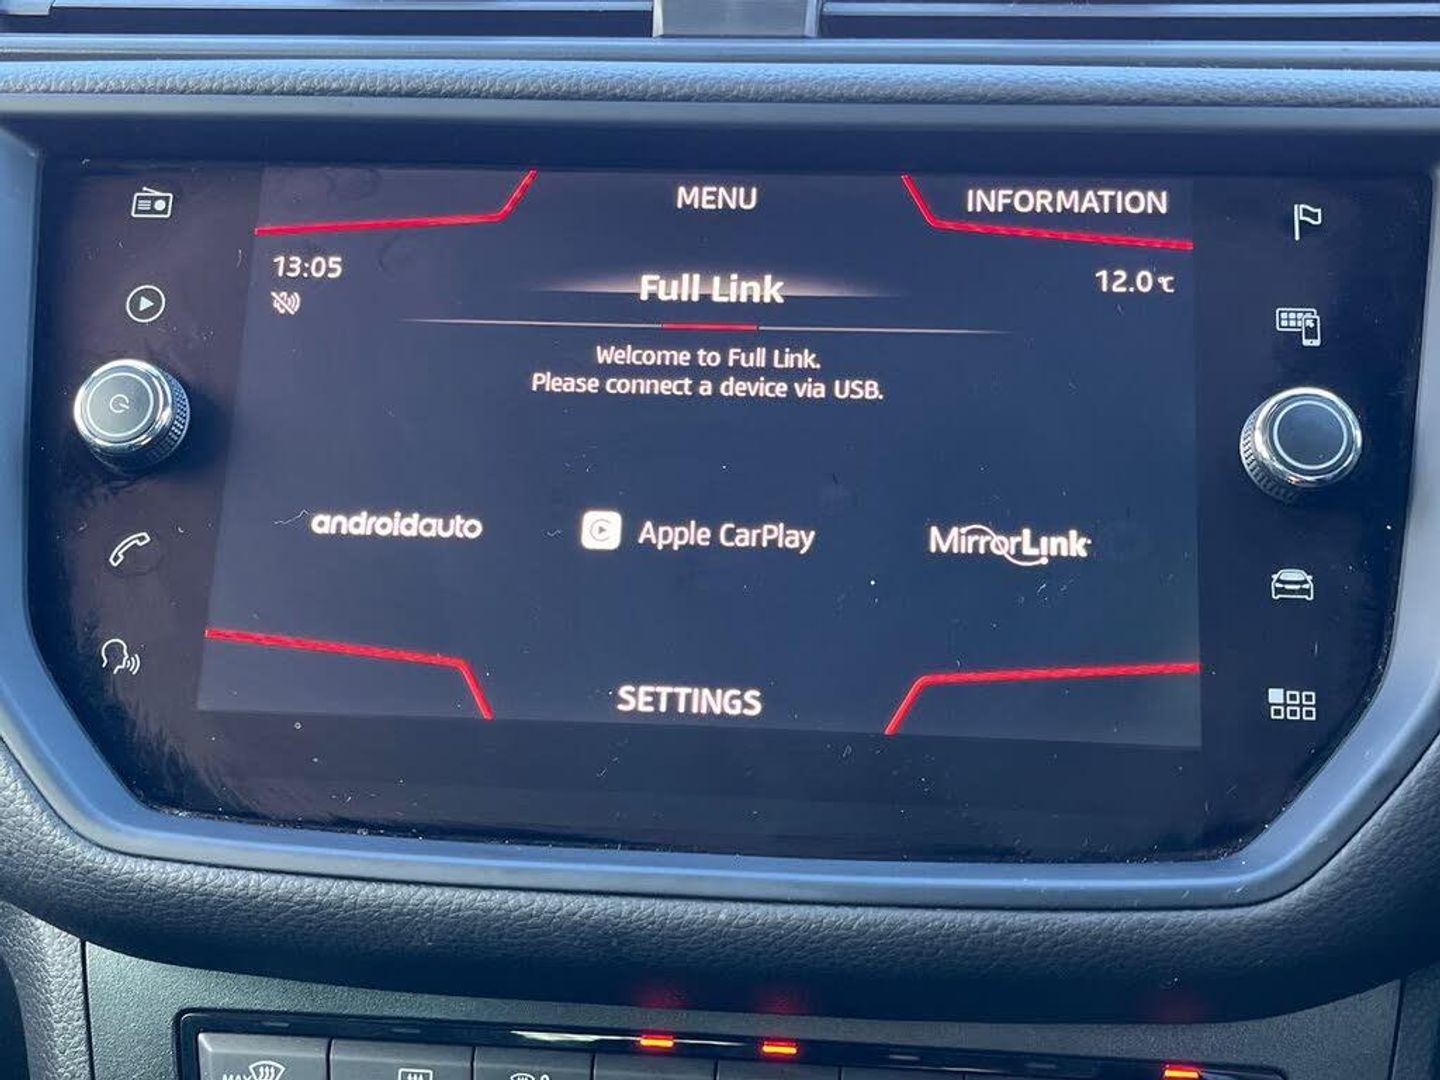 MENU
INFORMATION
13:05
12.0℃
Full Link
Welcome to Full Link.
Please connect a device via USB.
androidauto
Apple CarPlay
MirrorLink
SETTINGS
MAX